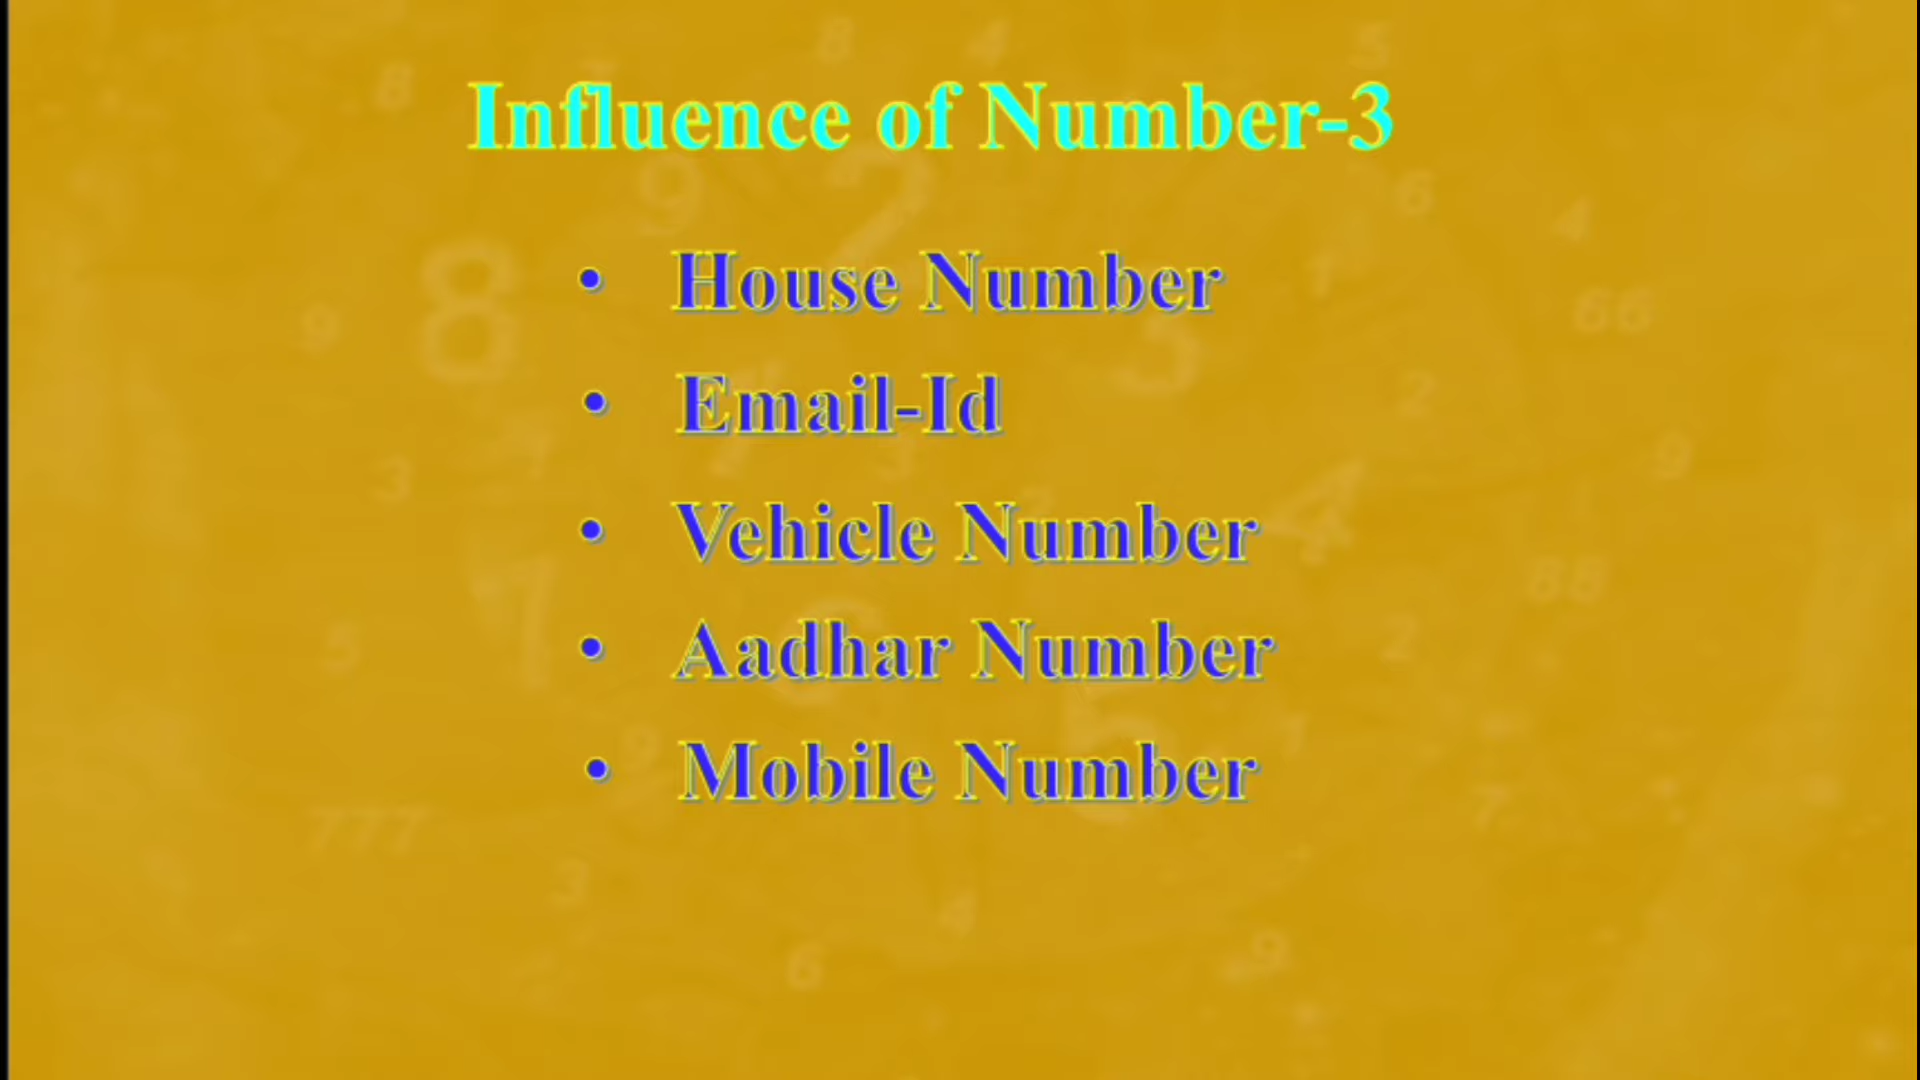 Influence of Number-3
• House Number
• Email-Id
• Vehicle Number
• Aadhar Number
• Mobile Number